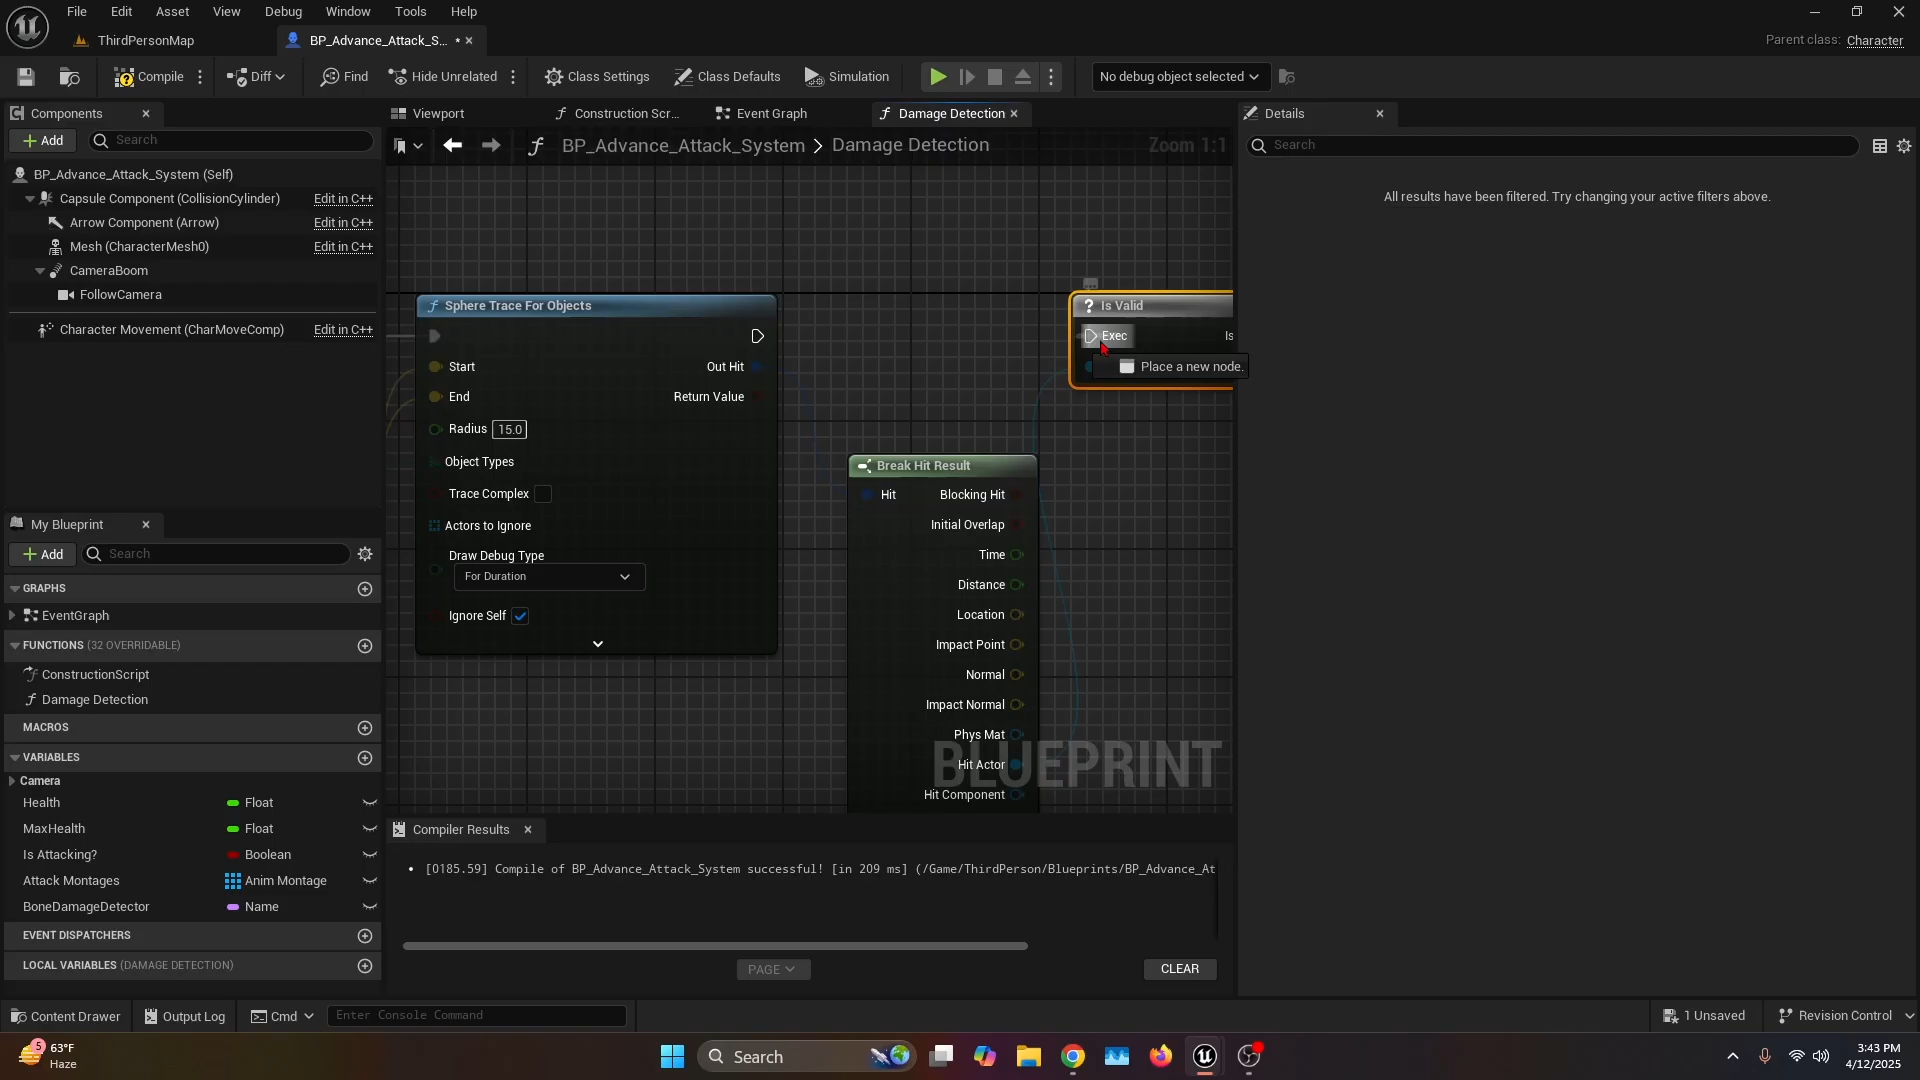 File Edit Asset View Debug Window Tools Help
ThirdPersonMap
BP_Advance_Attack_S... *
Parent class: Character
Compile
Diff
Find
Hide Unrelated
Class Settings
Class Defaults
Simulation
No debug object selected
Components
Add
Search
BP_Advance_Attack_System (Self)
Capsule Component (CollisionCylinder) Edit in C++
Arrow Component (Arrow) Edit in C++
Mesh (CharacterMesh0) Edit in C++
CameraBoom
FollowCamera
Character Movement (CharMoveComp) Edit in C++
My Blueprint
Add
Search
GRAPHS
EventGraph
FUNCTIONS (32 OVERRIDABLE)
ConstructionScript
Damage Detection
MACROS
VARIABLES
Camera
Health Float
MaxHealth Float
Is Attacking? Boolean
Attack Montages Anim Montage
BoneDamageDetector Name
EVENT DISPATCHERS
LOCAL VARIABLES (DAMAGE DETECTION)
Viewport
Construction Scr...
Event Graph
Damage Detection
BP_Advance_Attack_System > Damage Detection
Zoom 1:1
Sphere Trace For Objects
Start
Out Hit
End
Return Value
Radius 15.0
Object Types
Trace Complex
Actors to Ignore
Draw Debug Type
For Duration
Ignore Self
Is Valid
Exec
Is
Place a new node.
Break Hit Result
Hit
Blocking Hit
Initial Overlap
Time
Distance
Location
Impact Point
Normal
Impact Normal
Phys Mat
Hit Actor
Hit Component
BLUEPRINT
Compiler Results
• [0185.59] Compile of BP_Advance_Attack_System successful! [in 209 ms] (/Game/ThirdPerson/Blueprints/BP_Advance_At
PAGE
CLEAR
Details
Search
All results have been filtered. Try changing your active filters above.
Content Drawer
Output Log
Cmd
Enter Console Command
1 Unsaved
Revision Control
5
63°F
Haze
Search
3:43 PM
4/12/2025